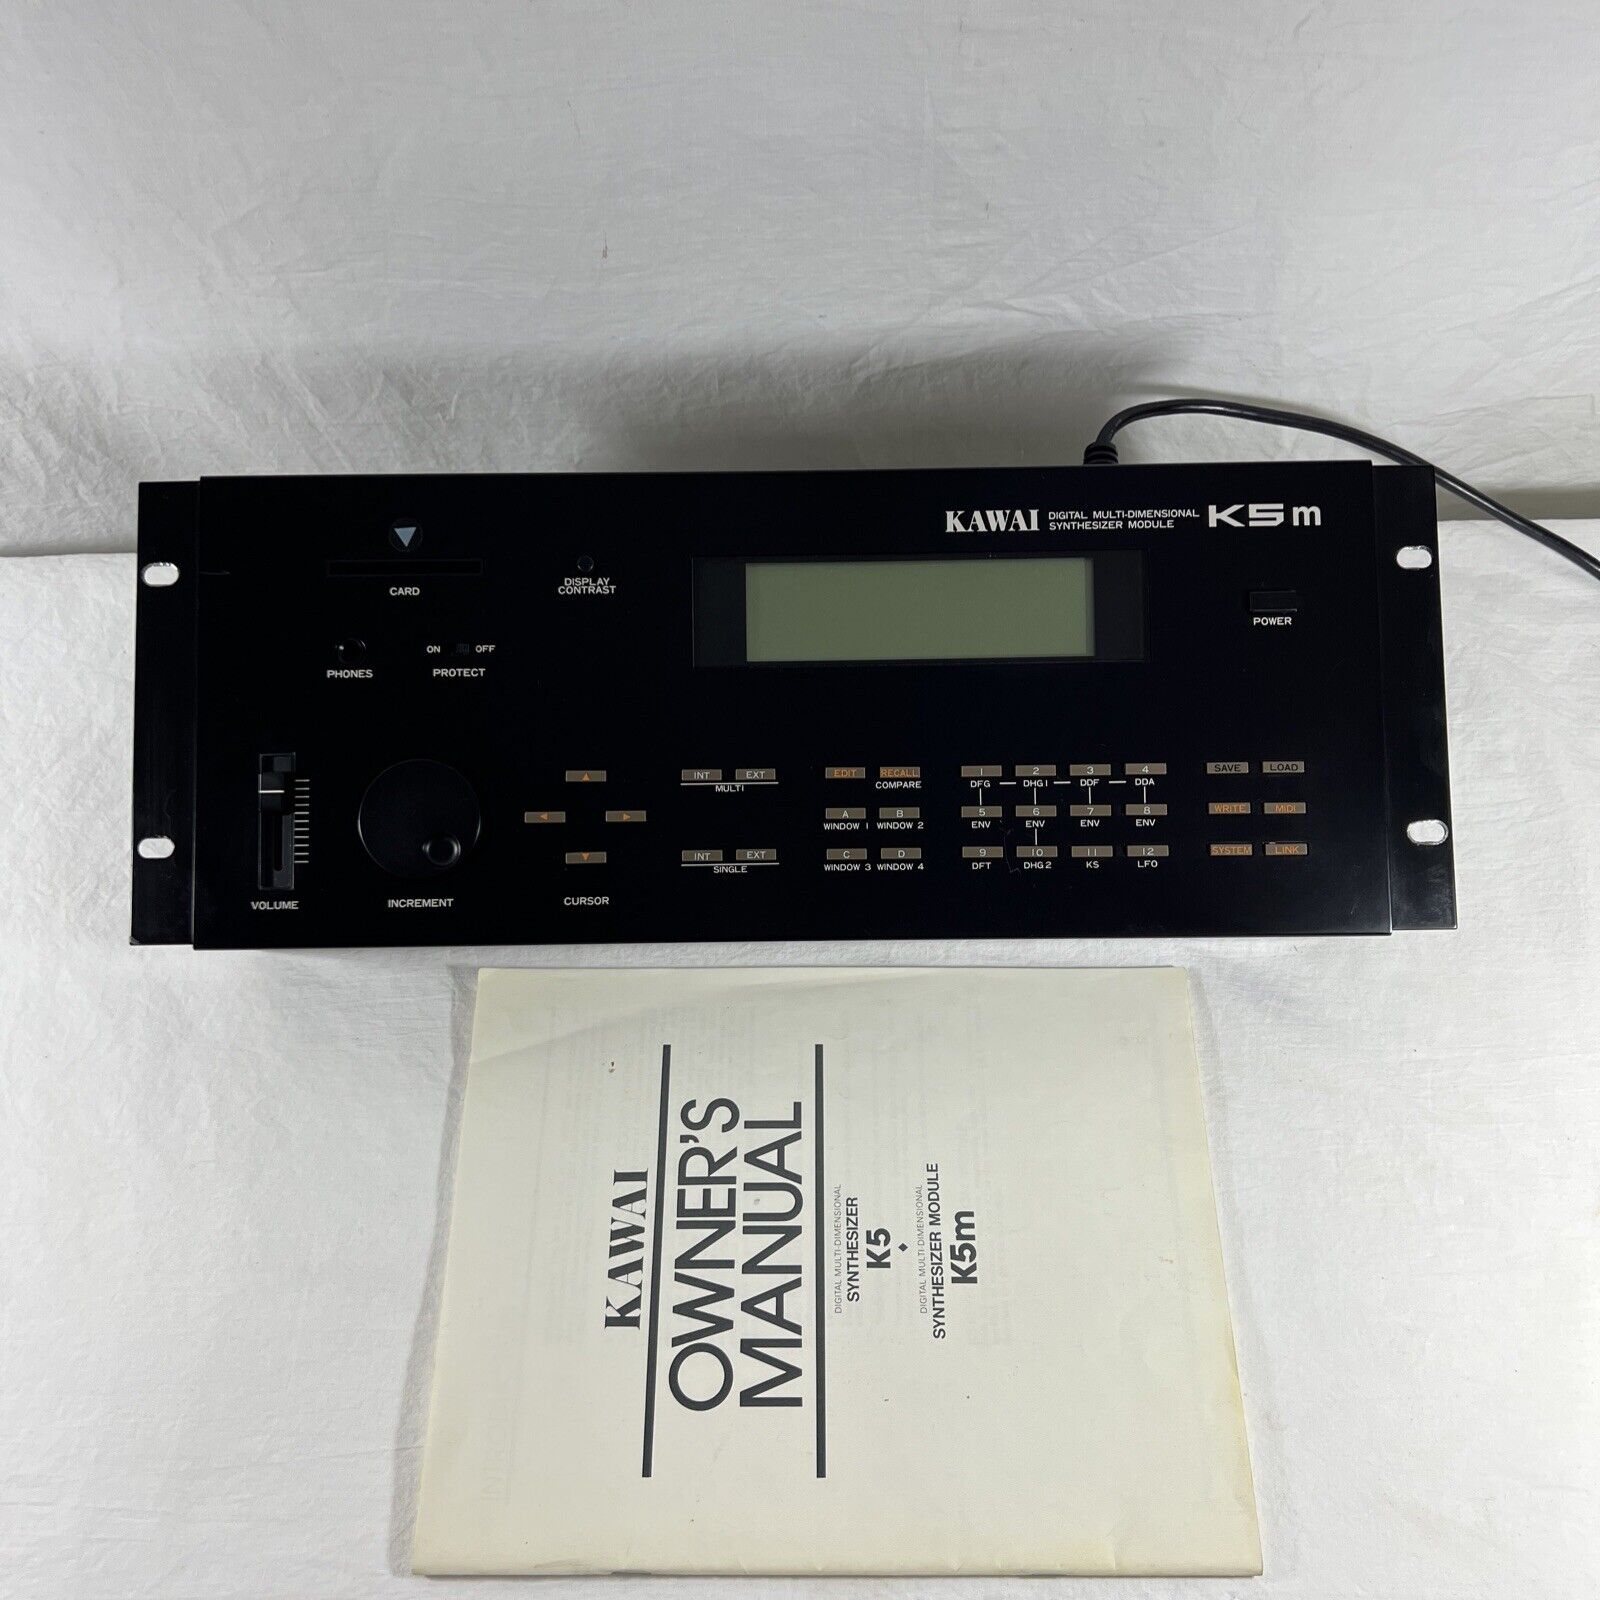 KAWAI DIGITAL MULTI-DIMENSIONAL SYNTHESIZER MODULE K5m
CARD
DISPLAY
CONTRAST
POWER
PHONES
ON OFF
PROTECT
VOLUME
INCREMENT
CURSOR
INT EXT
MULTI
INT EXT
SINGLE
EDIT RECALL
COMPARE
A B
WINDOW 1 WINDOW 2
C D
WINDOW 3 WINDOW 4
1 2 3 4
DFG DHG1 DDF DDA
5 6 7 8
ENV ENV ENV ENV
9 10 11 12
DFT DHG2 KS LFO
SAVE LOAD
WRITE MIDI
SYSTEM LINK
KAWAI
OWNER'S
MANUAL
DIGITAL MULTI-DIMENSIONAL
SYNTHESIZER
K5
DIGITAL MULTI-DIMENSIONAL
SYNTHESIZER MODULE
K5m